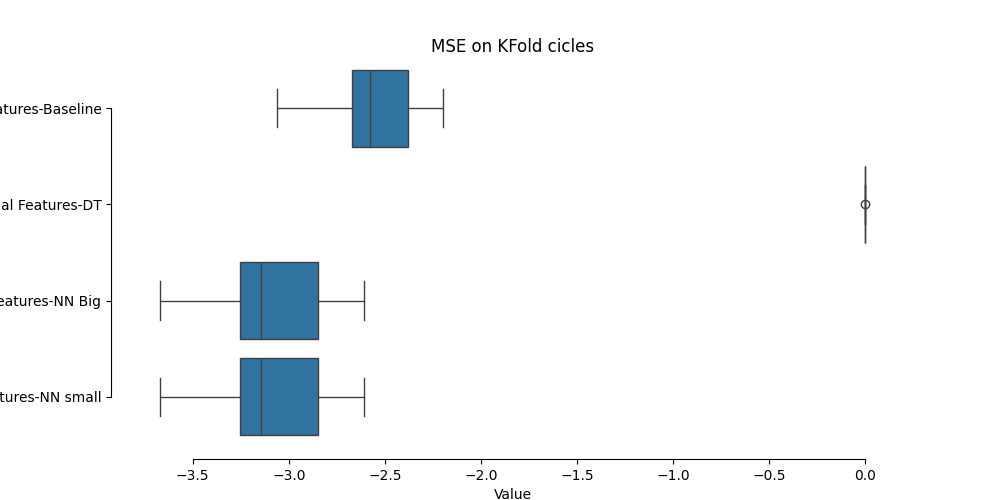 MSE on KFold cicles
atures-Baseline
al Features-DT
eatures-NN Big
tures-NN small
−3.5 −3.0 −2.5 −2.0 −1.5 −1.0 −0.5 0.0
Value